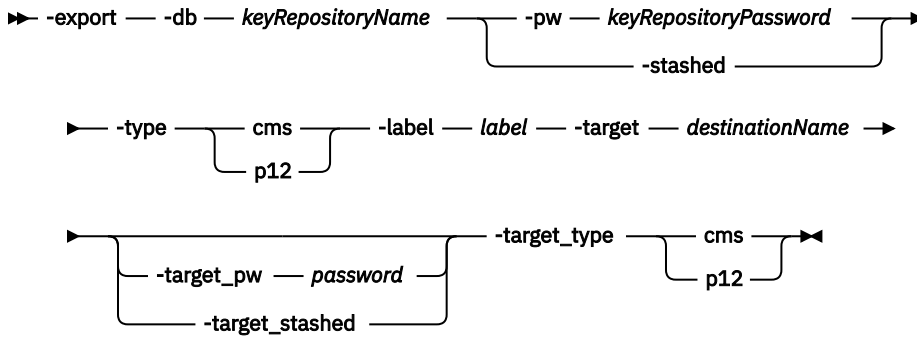 -export -db keyRepositoryName -pw keyRepositoryPassword
-stashed
-type cms -label label -target destinationName
p12
-target_type cms
-target_pw password p12
-target_stashed